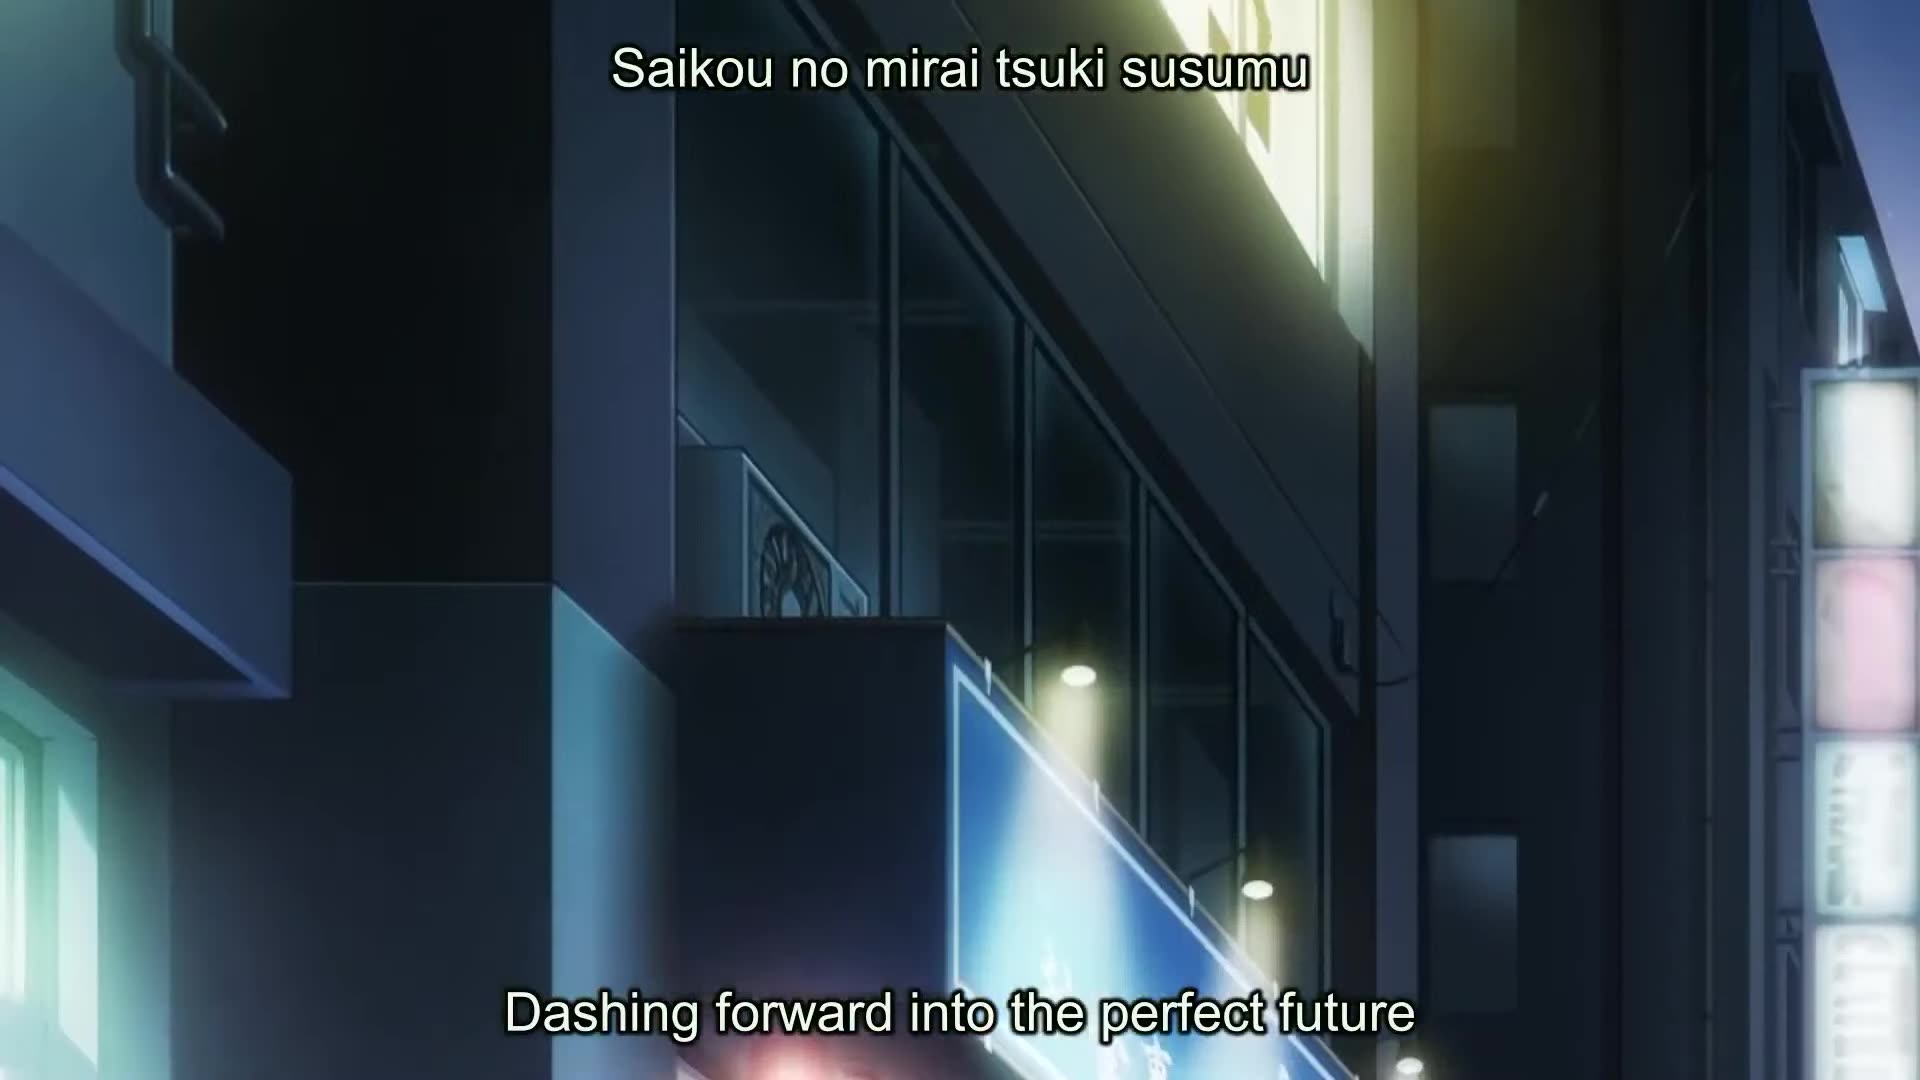 Saikou no mirai tsuki susumu
Dashing forward into the perfect future